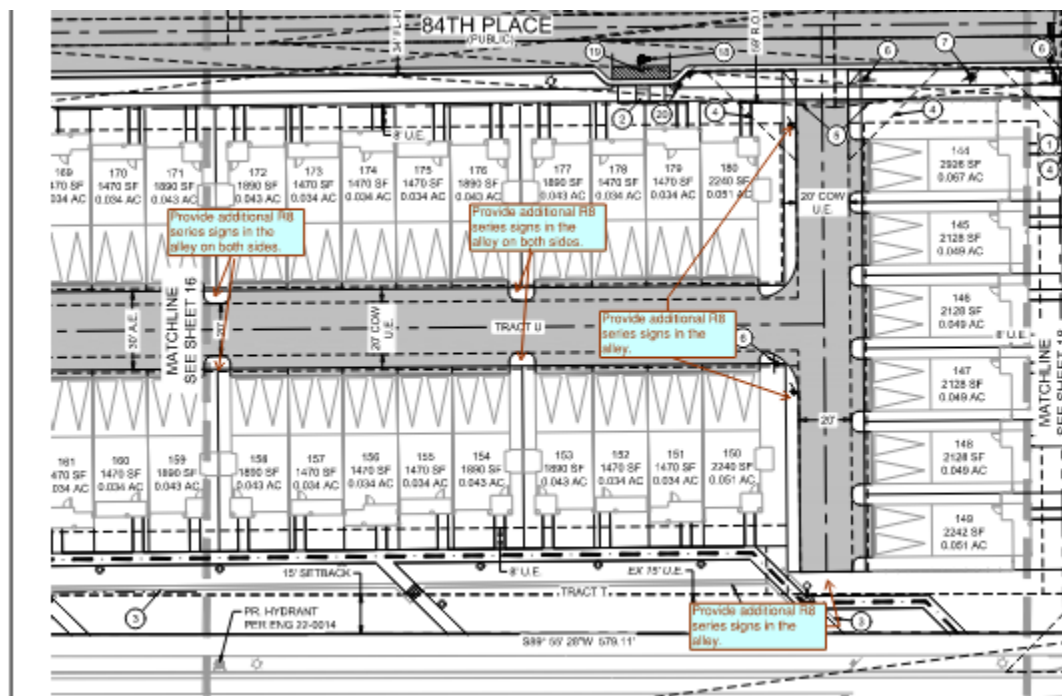 84TH PLACE
(PUBLIC)
19
18
7
6
6
2
20
4
5
4
1
4
8' U.E.
169
470 SF
034 AC
170
1470 SF
0.034 AC
171
1890 SF
0.043 AC
172
1890 SF
0.043 AC
173
1470 SF
0.034 AC
174
1470 SF
0.034 AC
175
1470 SF
0.034 AC
176
1890 SF
0.043 AC
177
1890 SF
0.043 AC
178
1470 SF
0.034 AC
179
1470 SF
0.034 AC
180
2240 SF
0.051 AC
144
2926 SF
0.067 AC
20' COW
U.E.
Provide additional R8
series signs in the
alley on both sides.
Provide additional R8
series signs in the
alley on both sides.
145
2128 SF
0.049 AC
146
2128 SF
0.049 AC
8' U.E.
MATCHLINE
SEE SHEET 16
30' A.E.
20'
20' COW
U.E.
TRACT U
Provide additional R8
series signs in the
alley.
6
147
2128 SF
0.049 AC
MATCHLINE
SEE SHEET 18
20'
148
2128 SF
0.049 AC
149
2242 SF
0.051 AC
161
470 SF
034 AC
160
1470 SF
0.034 AC
159
1890 SF
0.043 AC
158
1890 SF
0.043 AC
157
1470 SF
0.034 AC
156
1470 SF
0.034 AC
155
1470 SF
0.034 AC
154
1890 SF
0.043 AC
153
1890 SF
0.043 AC
152
1470 SF
0.034 AC
151
1470 SF
0.034 AC
150
2240 SF
0.051 AC
15' SETBACK
8' U.E.
EX 15' U.E.
TRACT T
3
PR. HYDRANT
PER ENG 22-0014
Provide additional R8
series signs in the
alley.
3
S89° 55' 28"W 579.11'